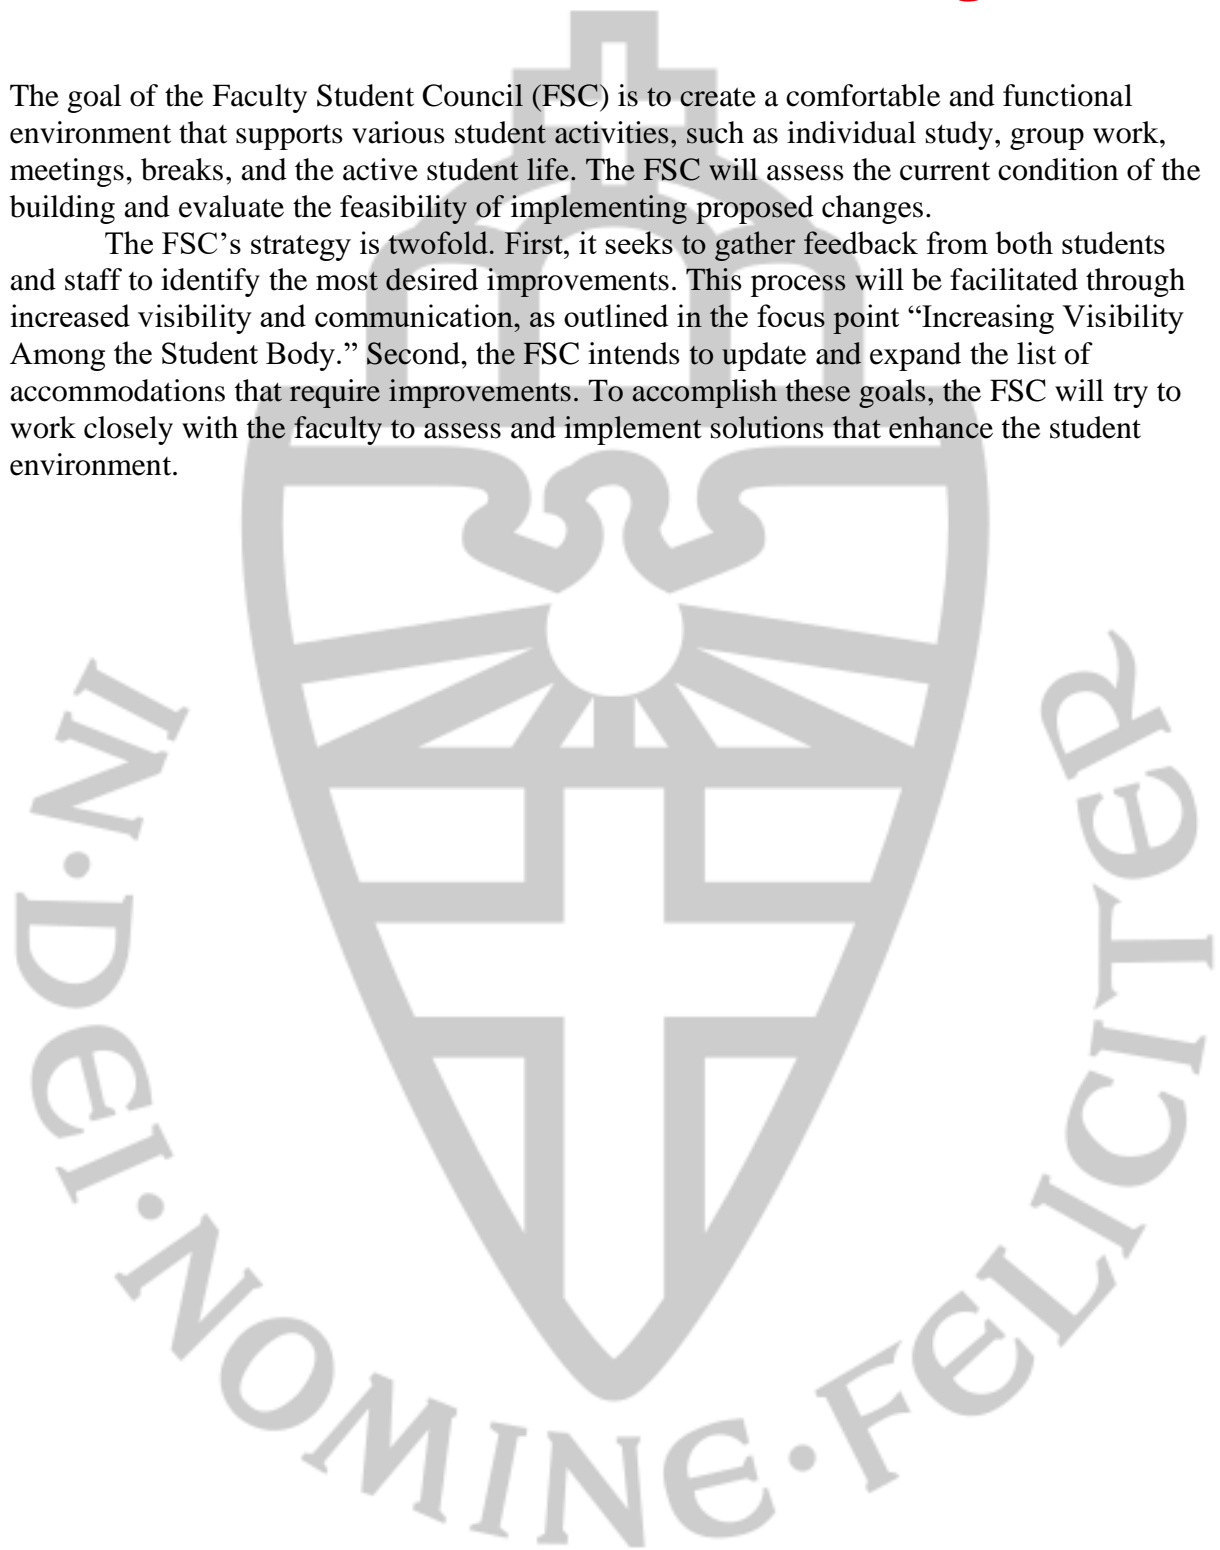 The goal of the Faculty Student Council (FSC) is to create a comfortable and functional
environment that supports various student activities, such as individual study, group work,
meetings, breaks, and the active student life. The FSC will assess the current condition of the
building and evaluate the feasibility of implementing proposed changes.
The FSC’s strategy is twofold. First, it seeks to gather feedback from both students
and staff to identify the most desired improvements. This process will be facilitated through
increased visibility and communication, as outlined in the focus point “Increasing Visibility
Among the Student Body.” Second, the FSC intends to update and expand the list of
accommodations that require improvements. To accomplish these goals, the FSC will try to
work closely with the faculty to assess and implement solutions that enhance the student
environment.
IN·DEI·NOMINE·FELICITER